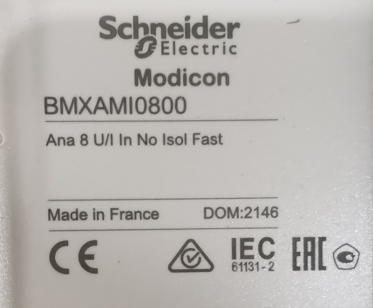 Schneider
Electric
Modicon
BMXAMI0800
Ana 8 U/I In No Isol Fast
Made in France DOM:2146
CE IEC EAC
61131-2